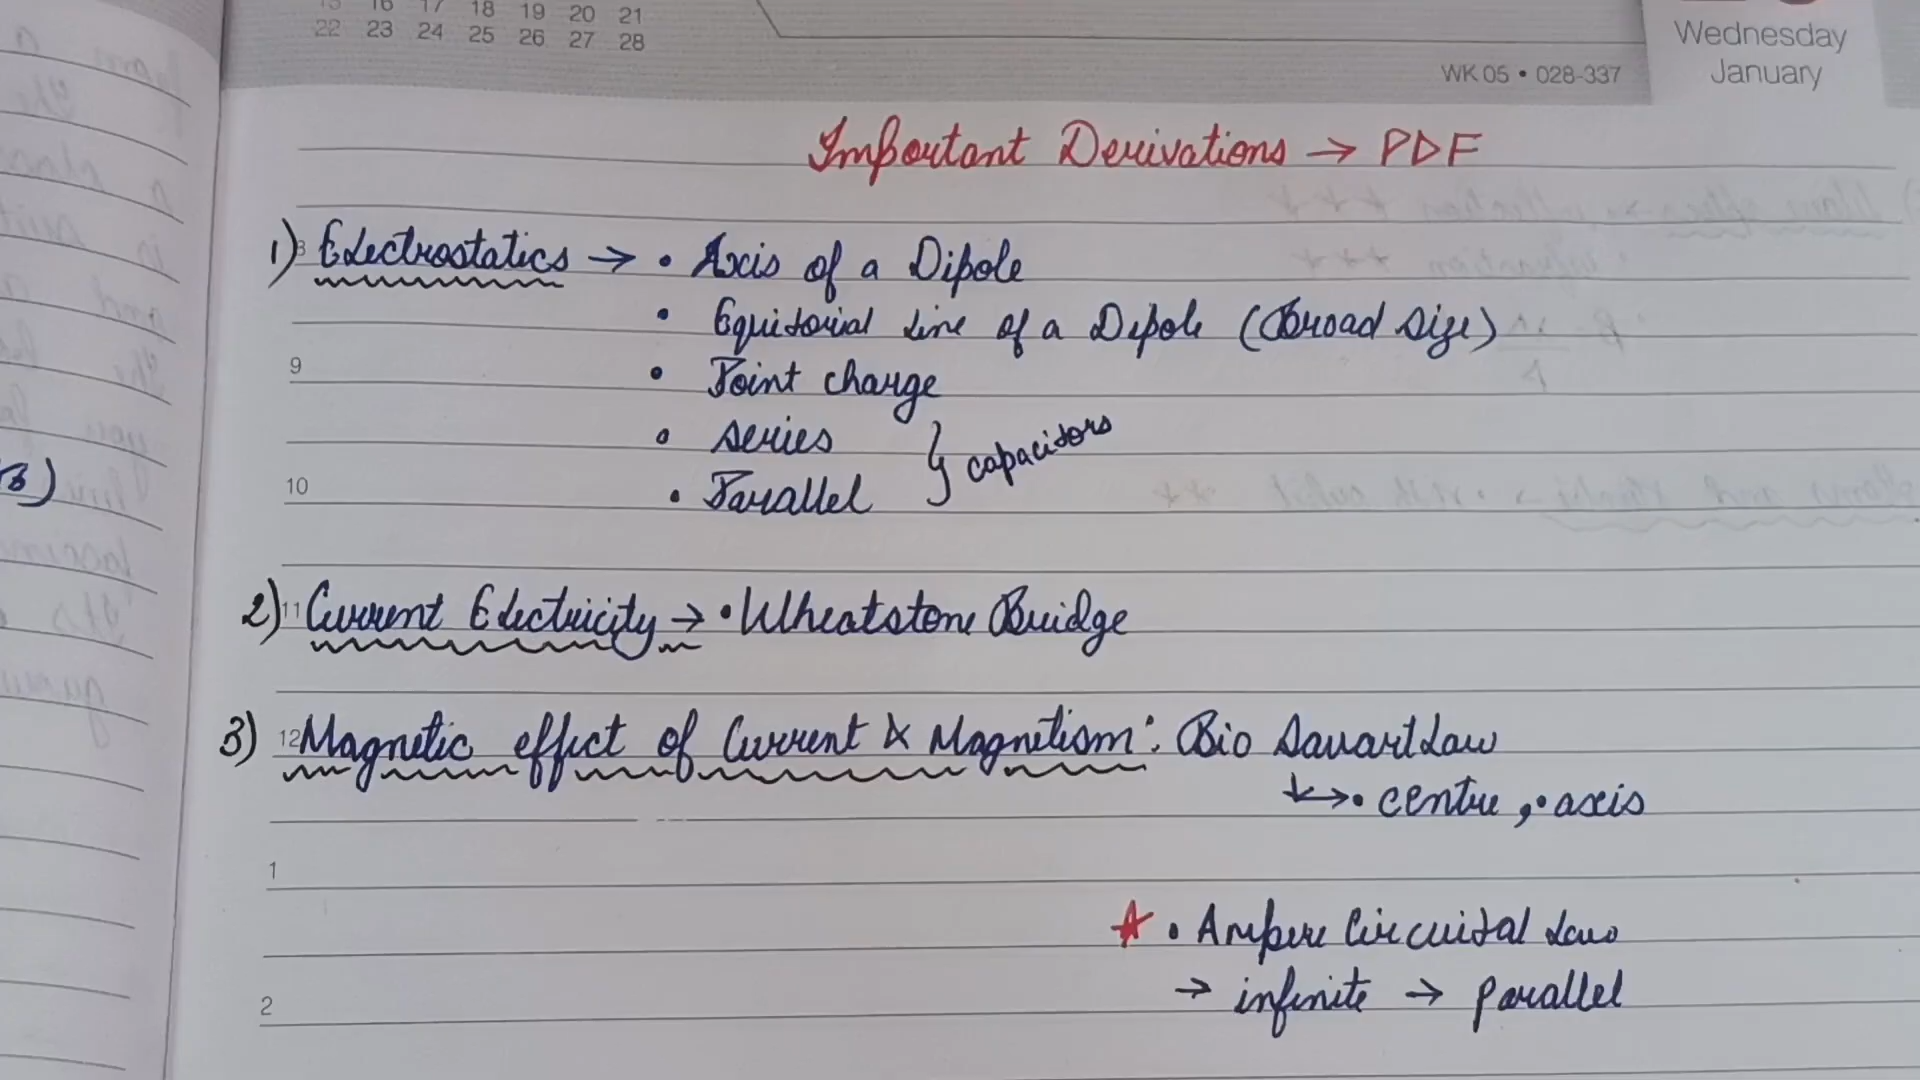 16 17 18 19 20 21
22 23 24 25 26 27 28
WK 05 • 028-337
Wednesday
January
Important Derivations → PDF
1) Electrostatics → • Axis of a Dipole
• Equitorial line of a Dipole (Broad size)
9
• Point charge
• series
} capacitors
10
• Parallel
2) 11 Current Electricity → • Wheatstone Bridge
3) 12 Magnetic effect of Current & Magnetism: Bio Savart Law
↳ • centre, • axis
1
★ • Ampere Circuital Law
2
→ infinite → parallel